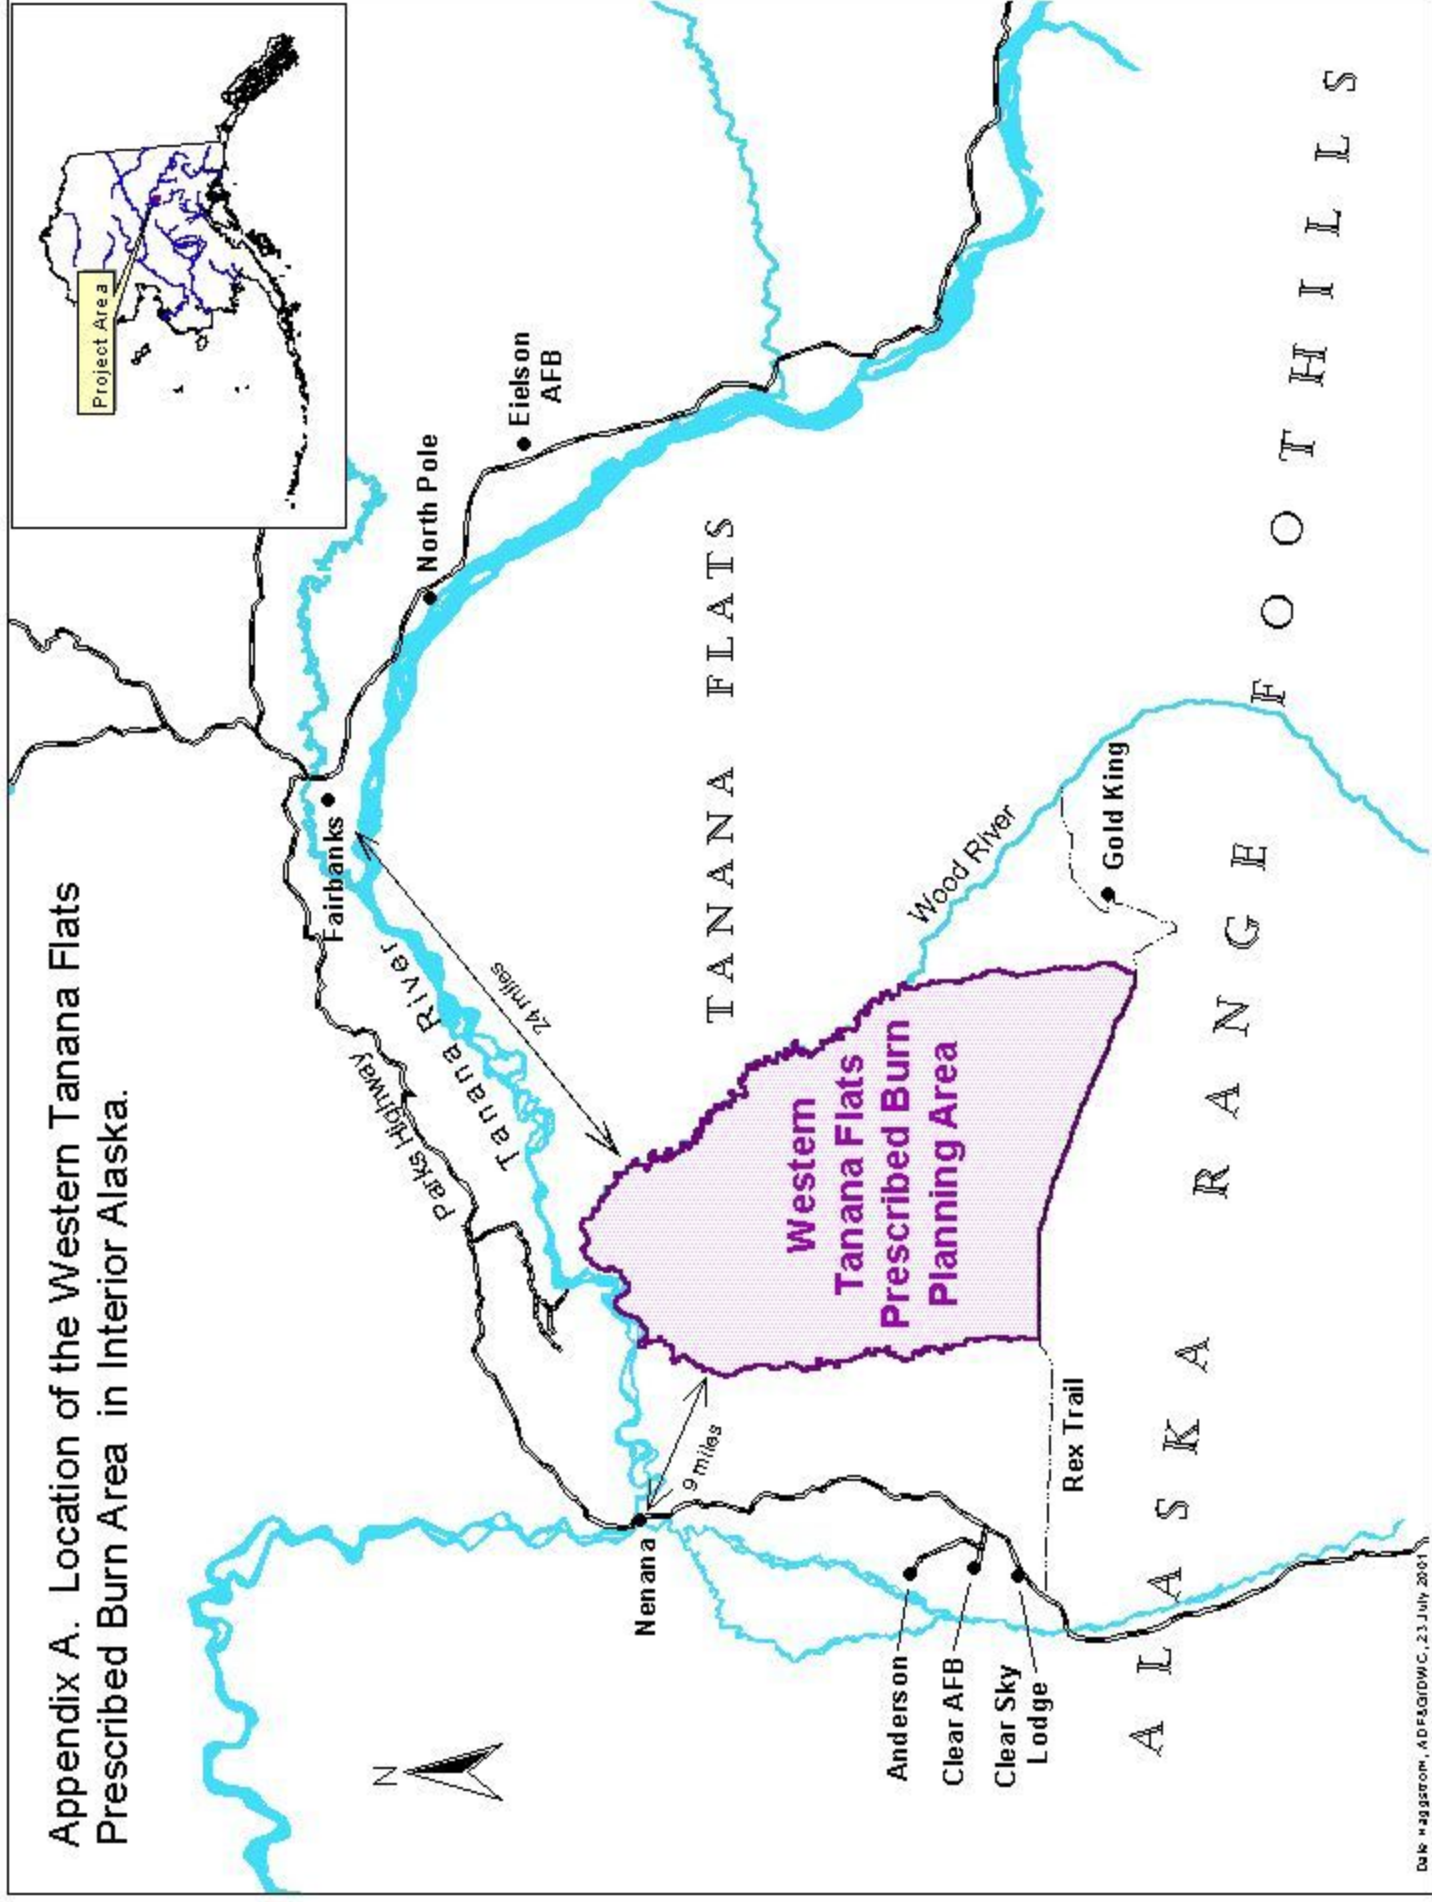 Appendix A. Location of the Western Tanana Flats
Prescribed Burn Area in Interior Alaska.
Project Area
N
Parks Highway
Tanana River
Fairbanks
North Pole
Eielson
AFB
24 miles
9 miles
Nenana
TANANA FLATS
Western
Tanana Flats
Prescribed Burn
Planning Area
Wood River
Gold King
Anderson
Clear AFB
Clear Sky
Lodge
Rex Trail
ALASKA RANGE FOOTHILLS
Dale Haggstrom, ADF&G/DWC, 23 July 2001